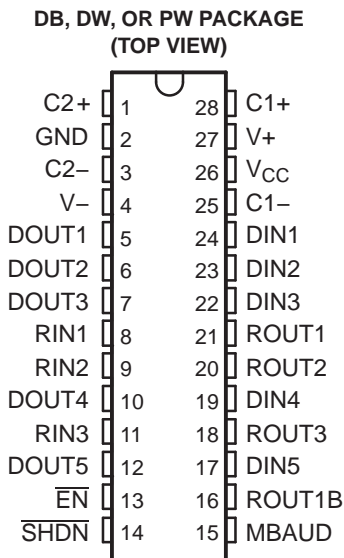 DB, DW, OR PW PACKAGE
(TOP VIEW)
C2+ 1 28 C1+
GND 2 27 V+
C2− 3 26 VCC
V− 4 25 C1−
DOUT1 5 24 DIN1
DOUT2 6 23 DIN2
DOUT3 7 22 DIN3
RIN1 8 21 ROUT1
RIN2 9 20 ROUT2
DOUT4 10 19 DIN4
RIN3 11 18 ROUT3
DOUT5 12 17 DIN5
EN 13 16 ROUT1B
SHDN 14 15 MBAUD